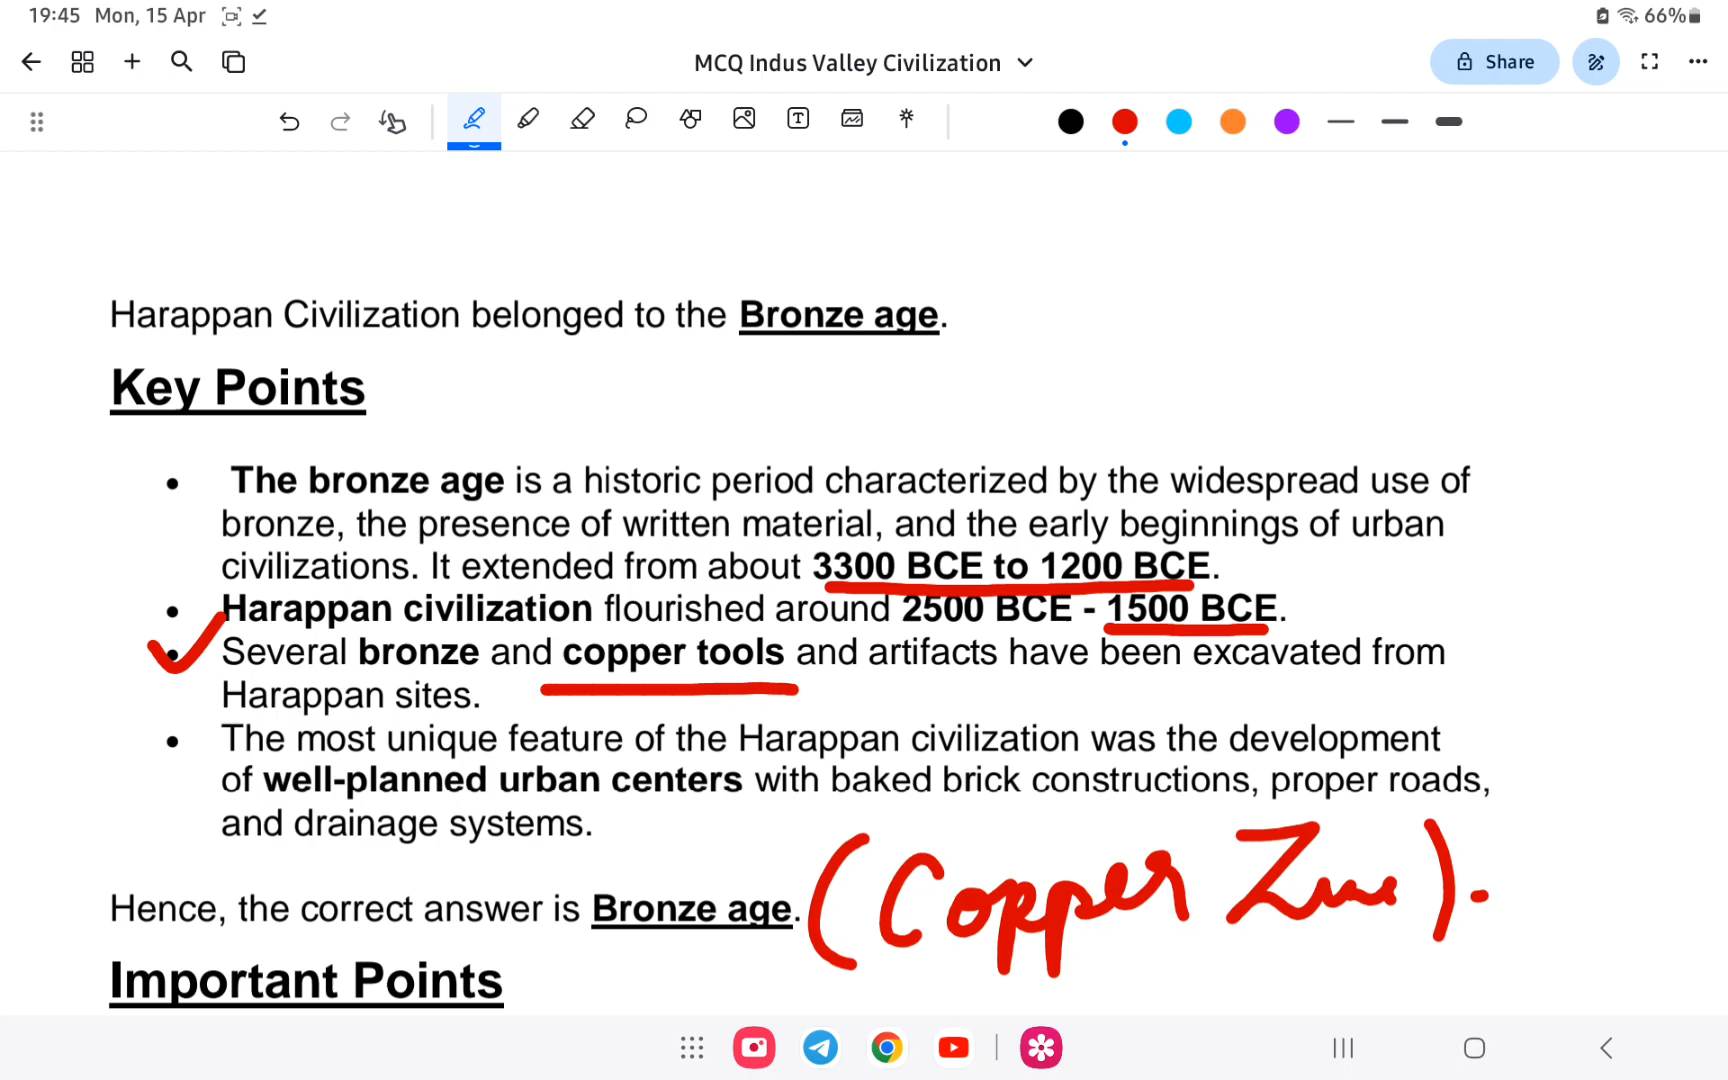 19:45 Mon, 15 Apr 66%
MCQ Indus Valley Civilization Share
Harappan Civilization belonged to the Bronze age.
Key Points
• The bronze age is a historic period characterized by the widespread use of
bronze, the presence of written material, and the early beginnings of urban
civilizations. It extended from about 3300 BCE to 1200 BCE.
• Harappan civilization flourished around 2500 BCE - 1500 BCE.
• Several bronze and copper tools and artifacts have been excavated from
Harappan sites.
• The most unique feature of the Harappan civilization was the development
of well-planned urban centers with baked brick constructions, proper roads,
and drainage systems.
Hence, the correct answer is Bronze age. (Copper ).
Important Points